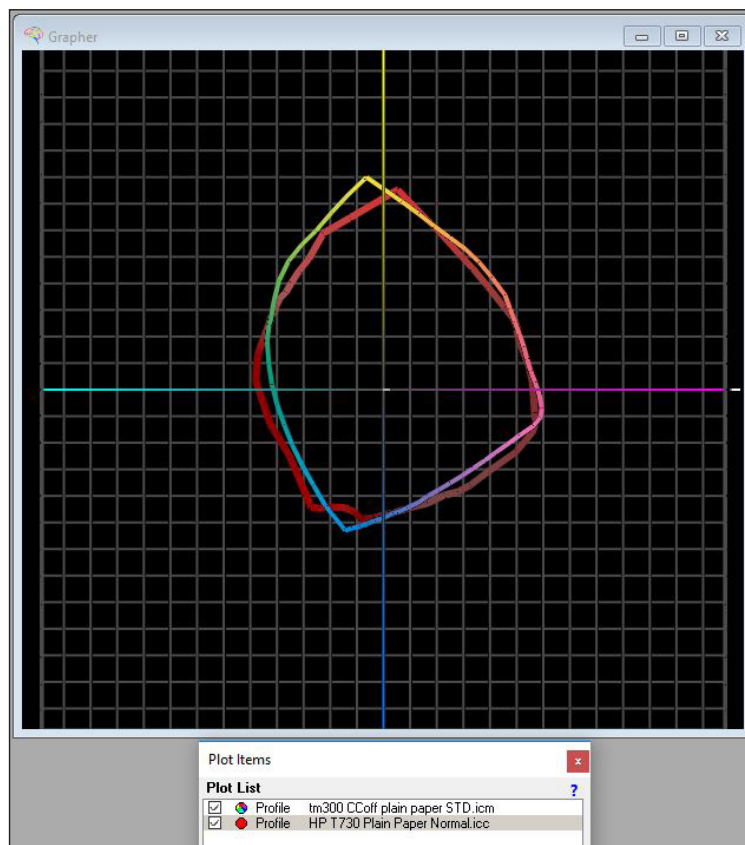 Grapher
Plot Items
x
Plot List
?
Profile tm300 CCoff plain paper STD.icm
Profile HP T730 Plain Paper Normal.icc